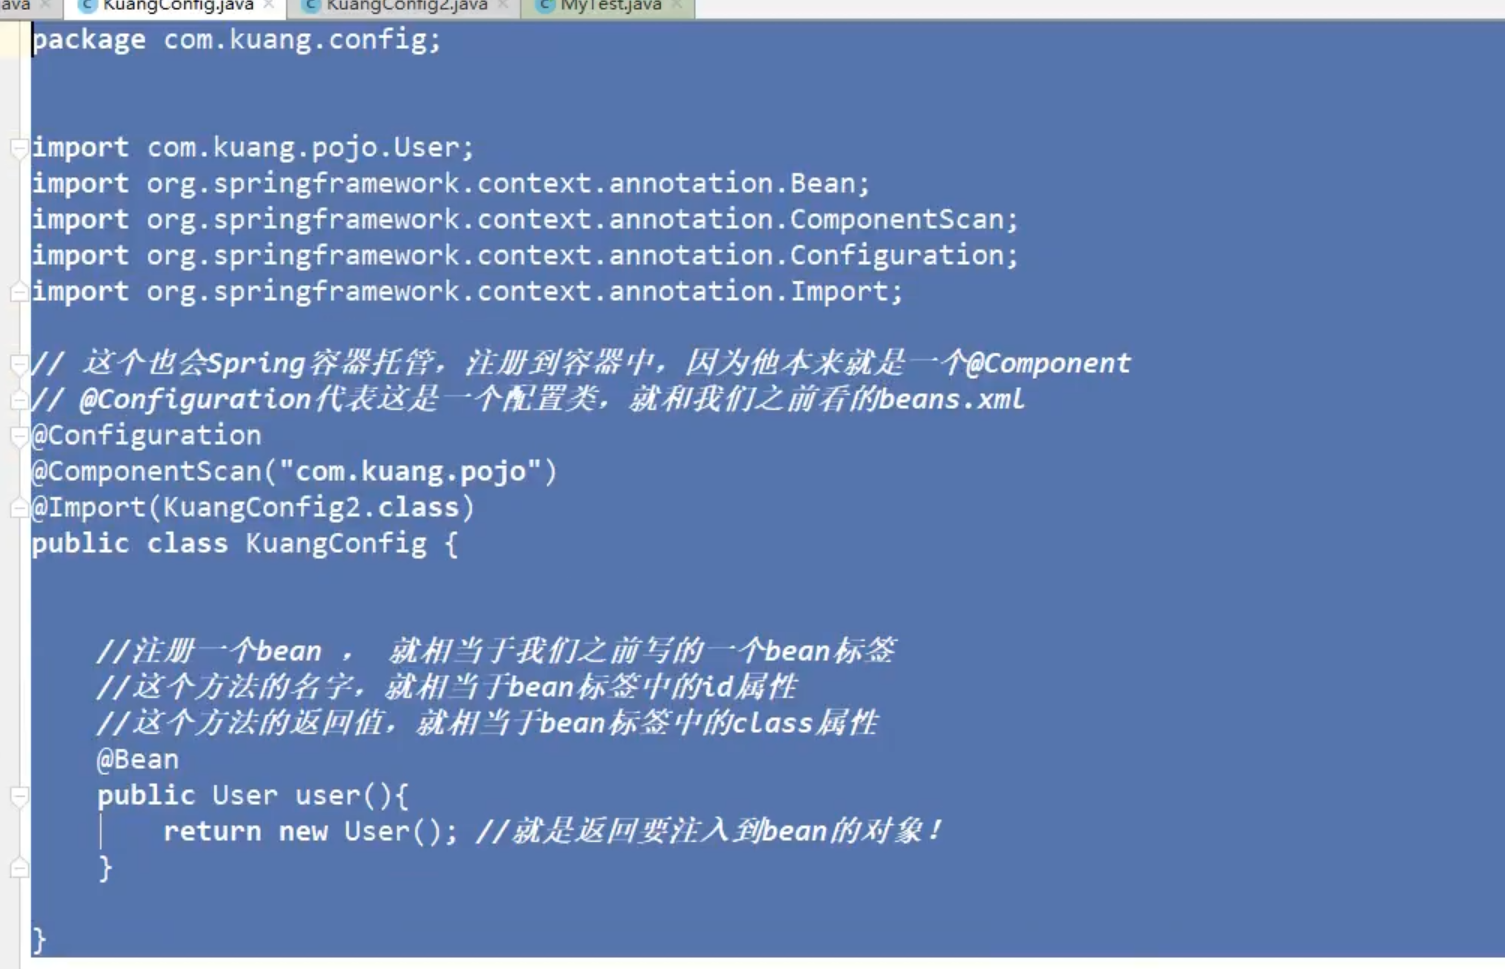 ava
KuangConfig.java
KuangConfig2.java
MyTest.java
package com.kuang.config;
import com.kuang.pojo.User;
import org.springframework.context.annotation.Bean;
import org.springframework.context.annotation.ComponentScan;
import org.springframework.context.annotation.Configuration;
import org.springframework.context.annotation.Import;
// 这个也会Spring容器托管，注册到容器中，因为他本来就是一个@Component
// @Configuration代表这是一个配置类，就和我们之前看的beans.xml
@Configuration
@ComponentScan("com.kuang.pojo")
@Import(KuangConfig2.class)
public class KuangConfig {
//注册一个bean ， 就相当于我们之前写的一个bean标签
//这个方法的名字，就相当于bean标签中的id属性
//这个方法的返回值，就相当于bean标签中的class属性
@Bean
public User user(){
return new User(); //就是返回要注入到bean的对象！
}
}